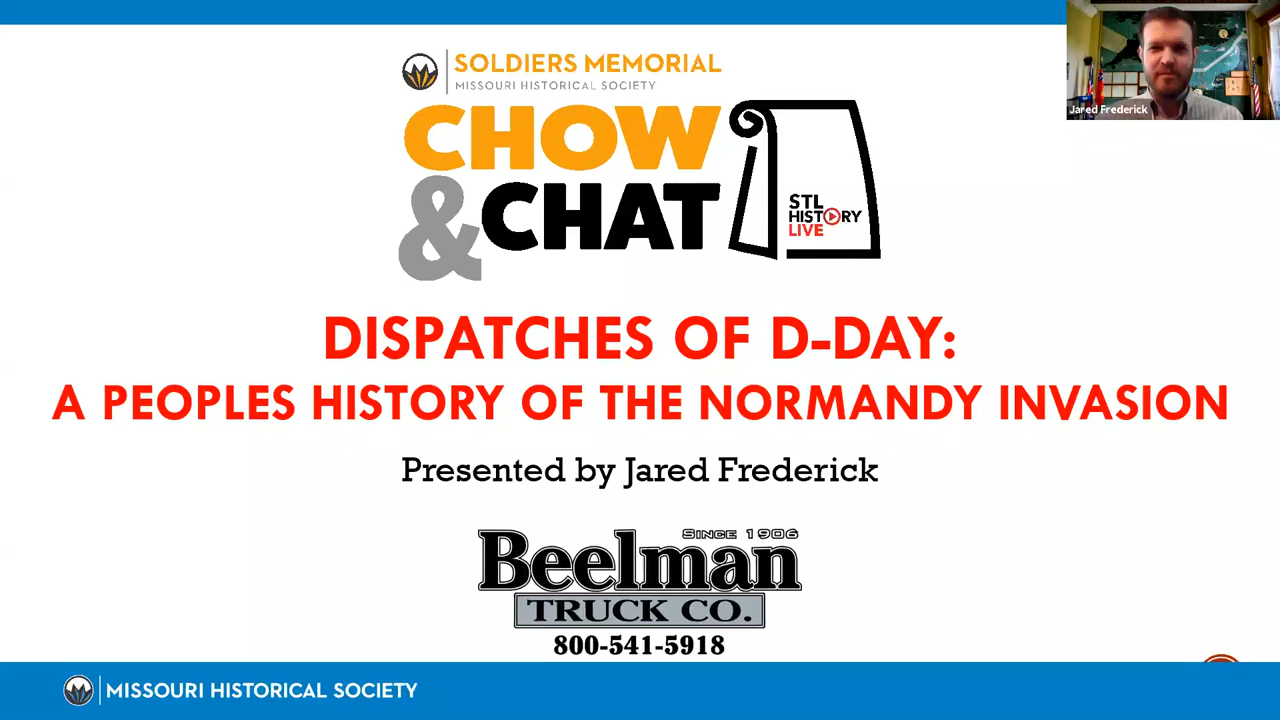 SOLDIERS MEMORIAL
MISSOURI HISTORICAL SOCIETY
CHOW
& CHAT
STL
HISTORY
LIVE
Jared Frederick
DISPATCHES OF D-DAY:
A PEOPLES HISTORY OF THE NORMANDY INVASION
Presented by Jared Frederick
SINCE 1906
Beelman
TRUCK CO.
800-541-5918
MISSOURI HISTORICAL SOCIETY